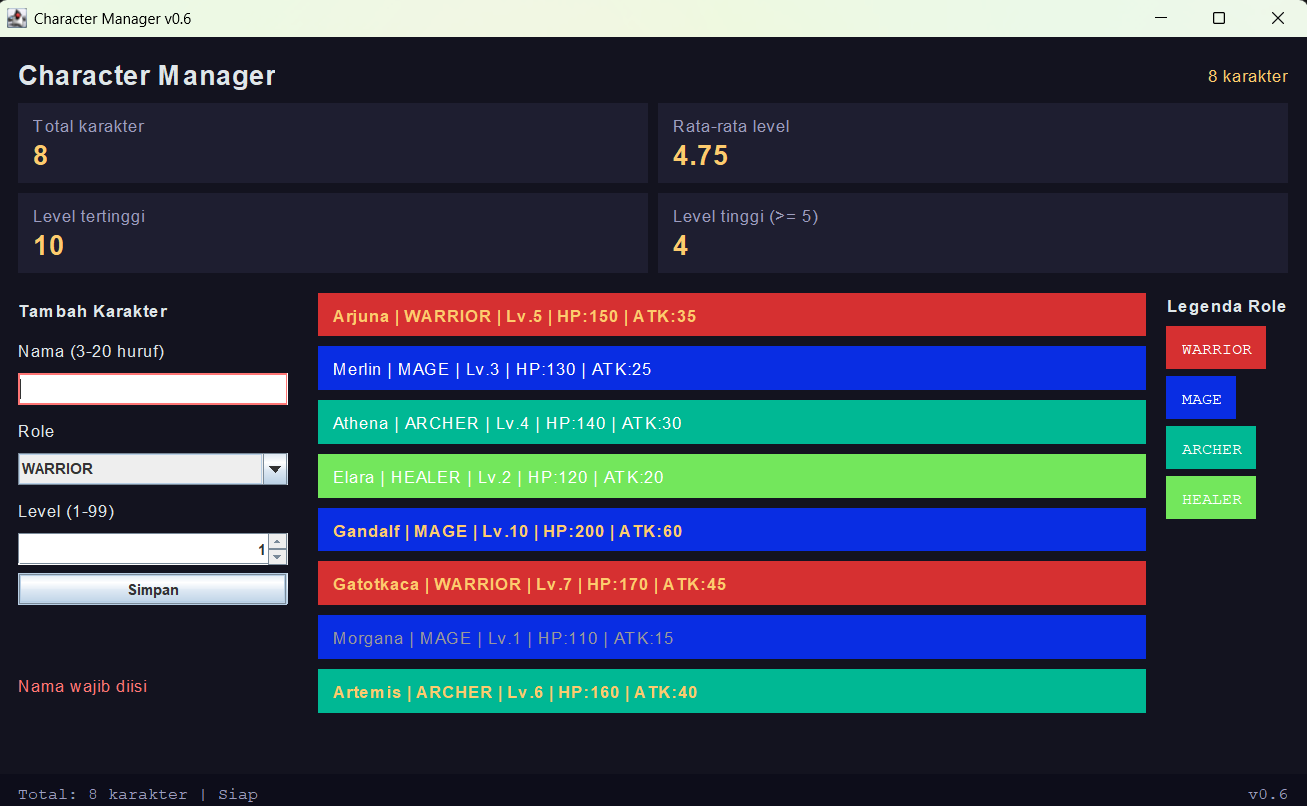 Character Manager v0.6
Character Manager
8 karakter
Total karakter
8
Rata-rata level
4.75
Level tertinggi
10
Level tinggi (>= 5)
4
Tambah Karakter
Nama (3-20 huruf)
Role
WARRIOR
Level (1-99)
1
Simpan
Nama wajib diisi
Arjuna | WARRIOR | Lv.5 | HP:150 | ATK:35
Merlin | MAGE | Lv.3 | HP:130 | ATK:25
Athena | ARCHER | Lv.4 | HP:140 | ATK:30
Elara | HEALER | Lv.2 | HP:120 | ATK:20
Gandalf | MAGE | Lv.10 | HP:200 | ATK:60
Gatotkaca | WARRIOR | Lv.7 | HP:170 | ATK:45
Morgana | MAGE | Lv.1 | HP:110 | ATK:15
Artemis | ARCHER | Lv.6 | HP:160 | ATK:40
Legenda Role
WARRIOR
MAGE
ARCHER
HEALER
Total: 8 karakter | Siap
v0.6